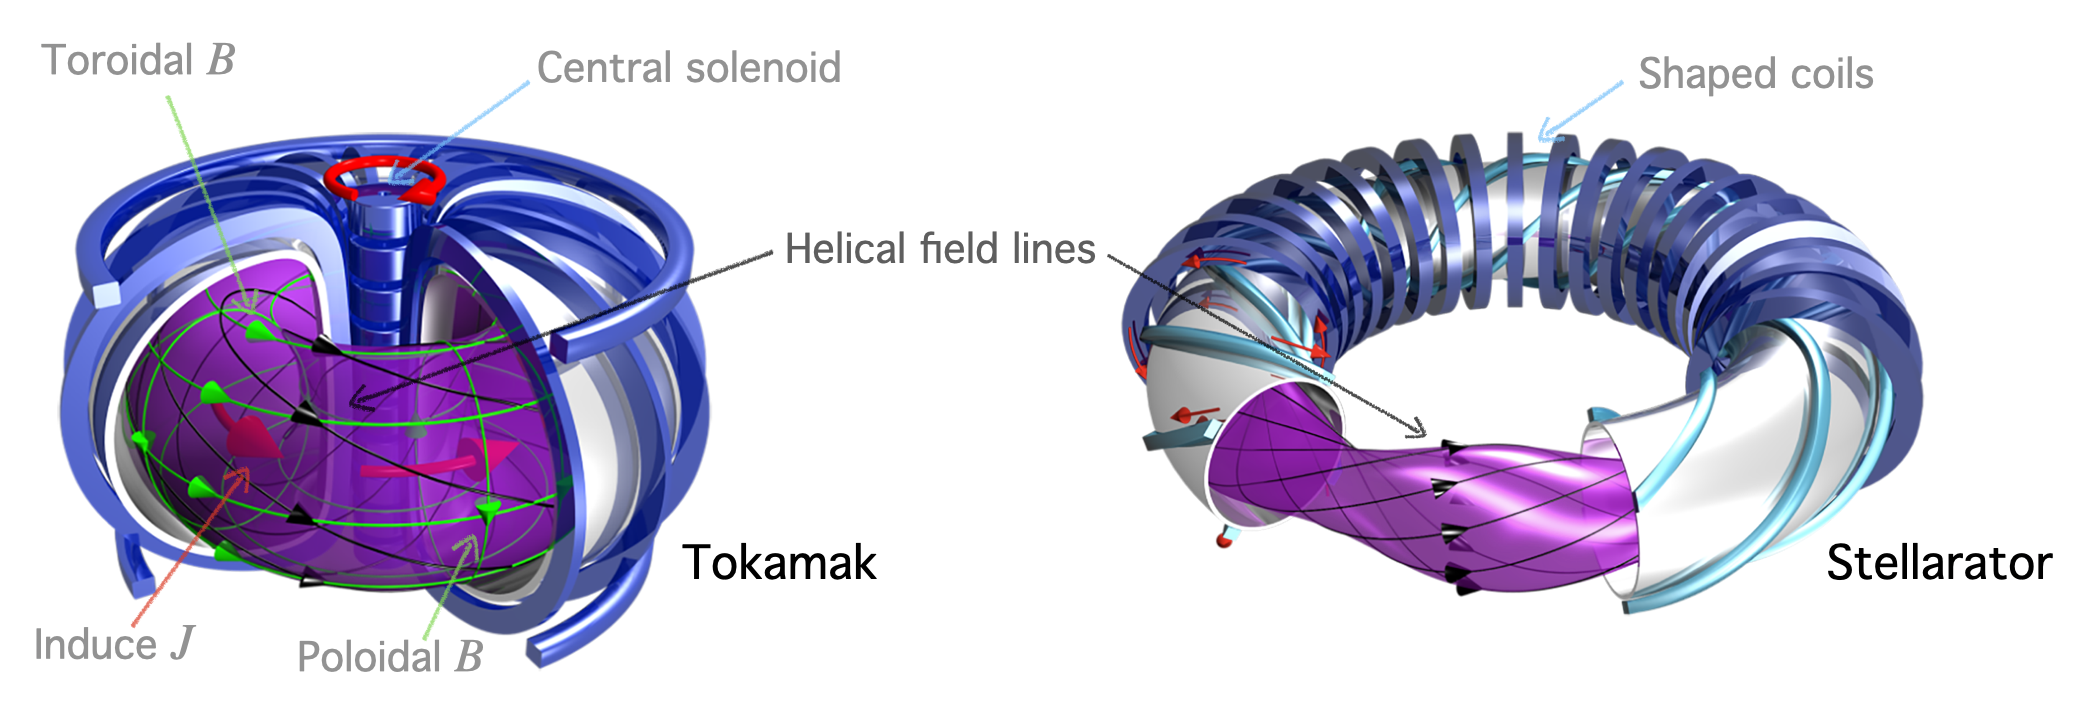 Toroidal B
Central solenoid
Shaped coils
Helical field lines
Tokamak
Stellarator
Induce J
Poloidal B